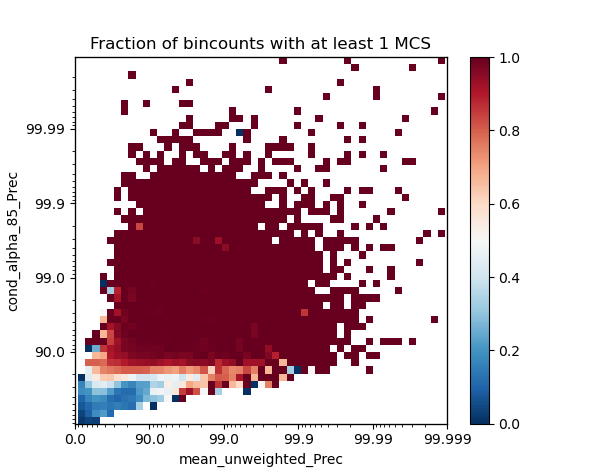 Fraction of bincounts with at least 1 MCS
1.0
0.8
0.6
0.4
0.2
0.0
cond_alpha_85_Prec
99.99
99.9
99.0
90.0
0.0 90.0 99.0 99.9 99.99 99.999
mean_unweighted_Prec